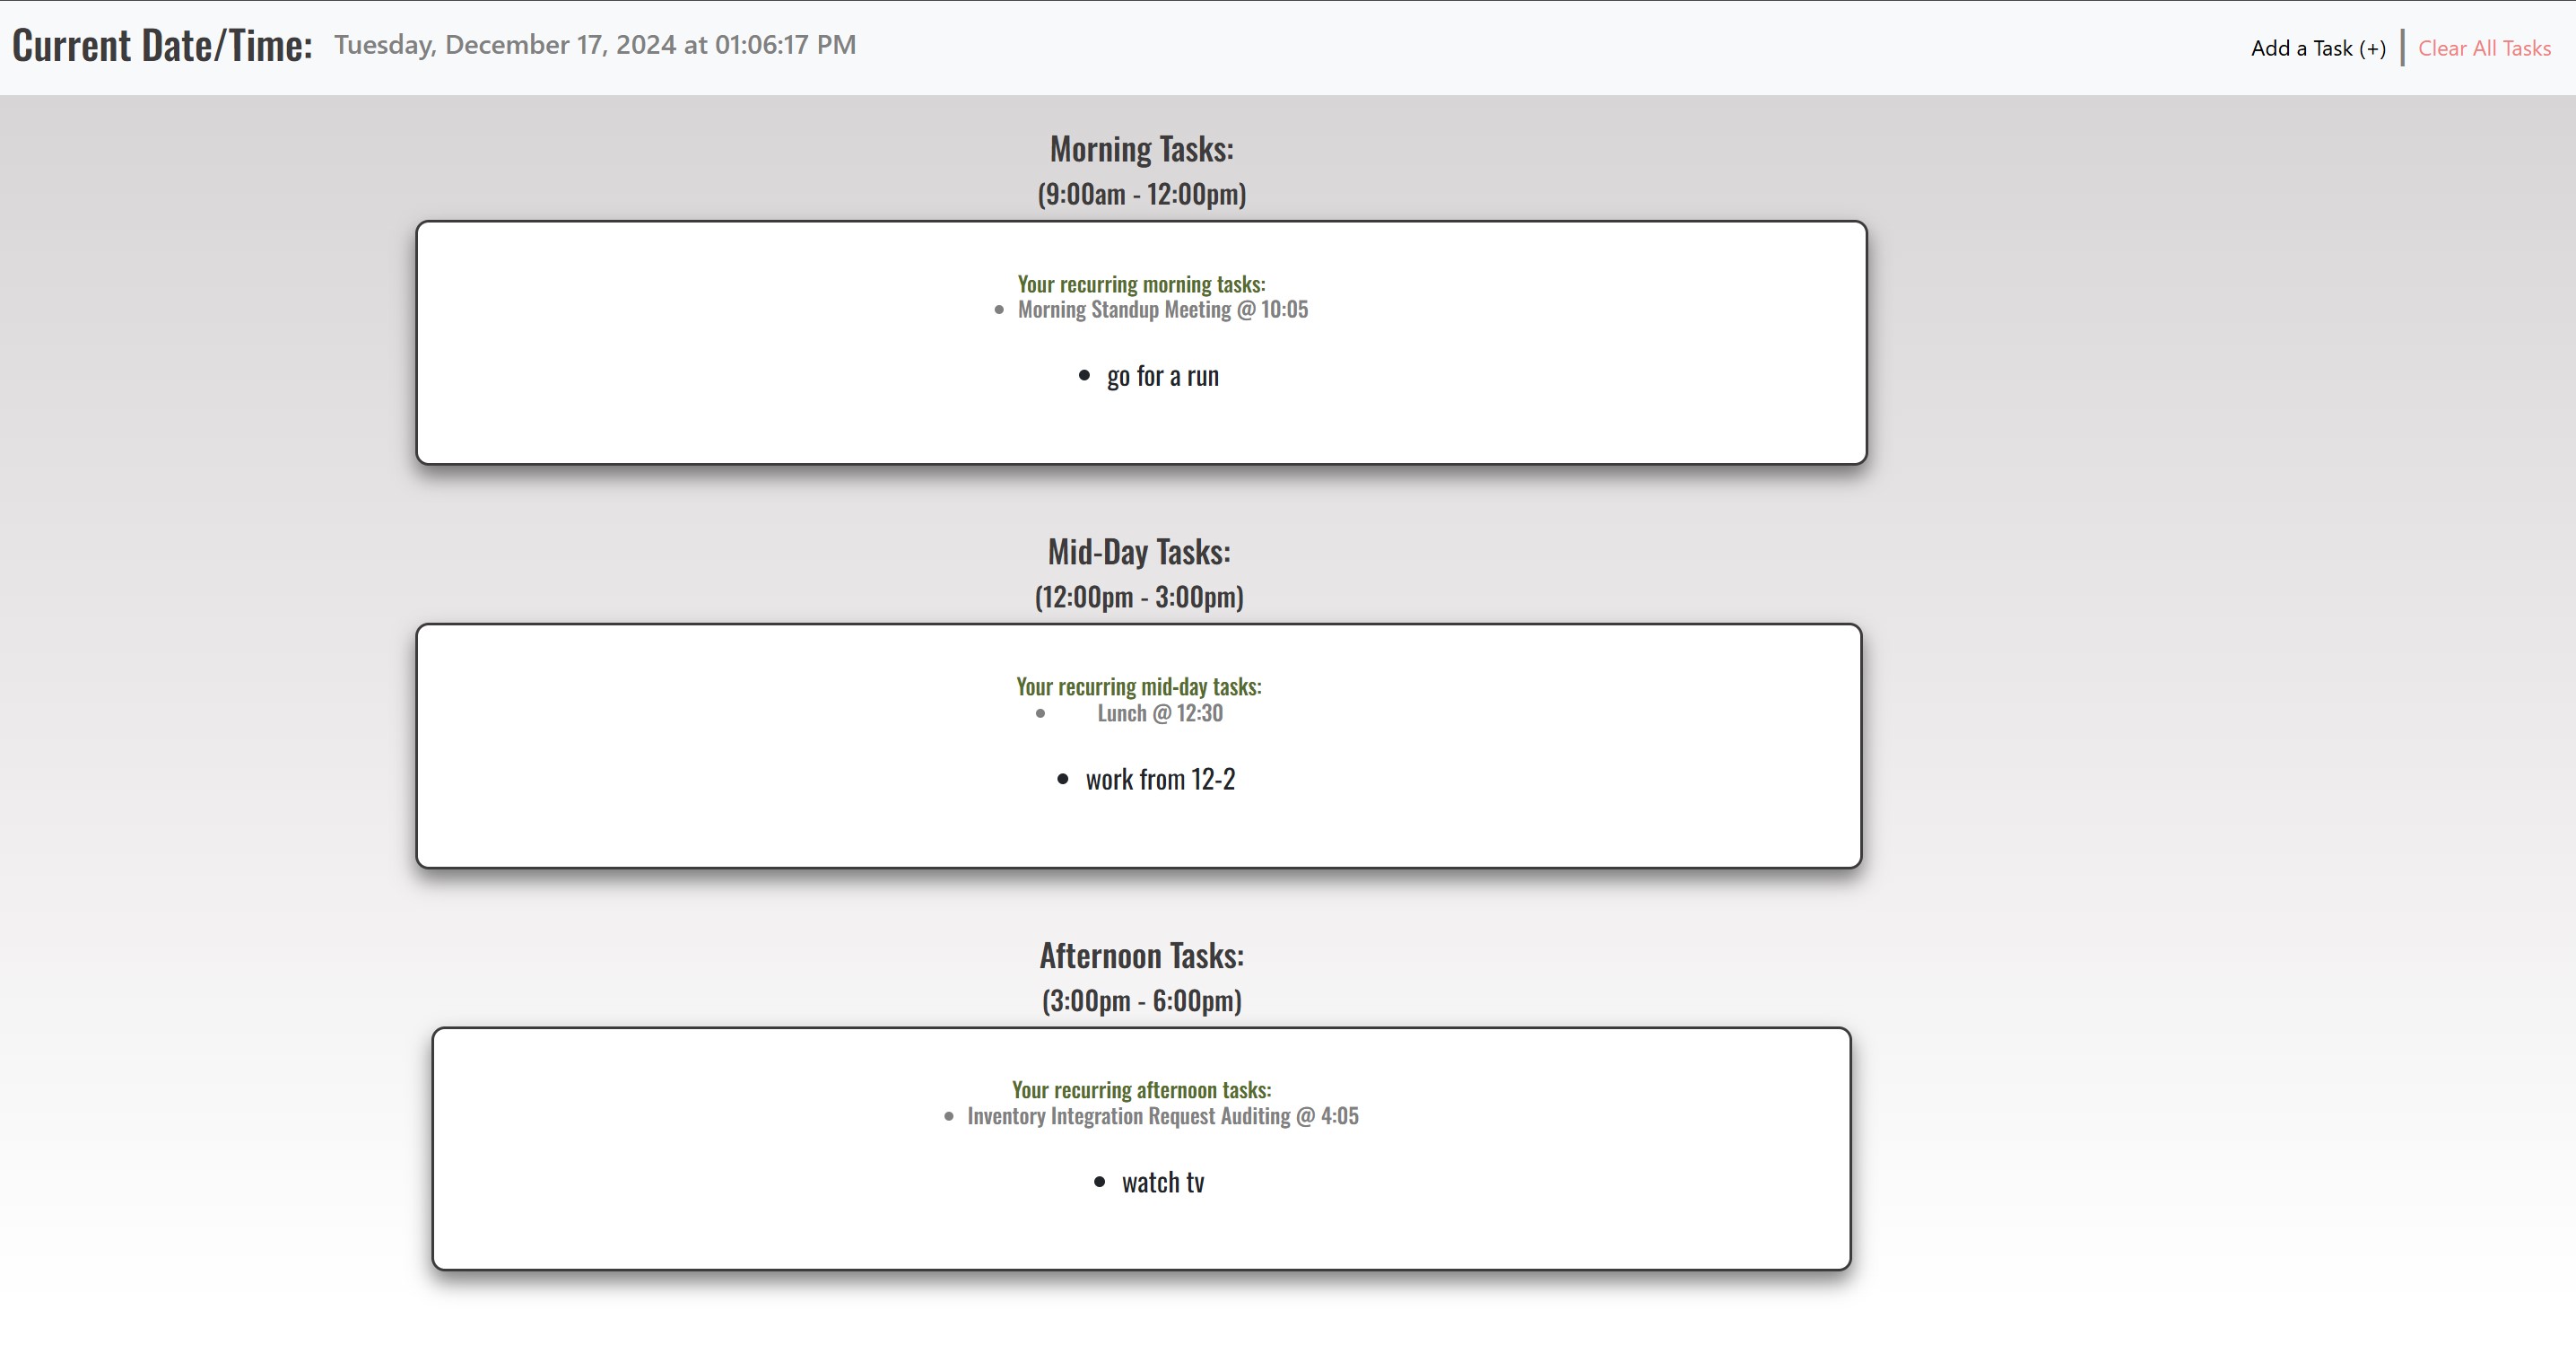 Current Date/Time: Tuesday, December 17, 2024 at 01:06:17 PM
Add a Task (+) | Clear All Tasks
Morning Tasks:
(9:00am - 12:00pm)
Your recurring morning tasks:
• Morning Standup Meeting @ 10:05
• go for a run
Mid-Day Tasks:
(12:00pm - 3:00pm)
Your recurring mid-day tasks:
• Lunch @ 12:30
• work from 12-2
Afternoon Tasks:
(3:00pm - 6:00pm)
Your recurring afternoon tasks:
• Inventory Integration Request Auditing @ 4:05
• watch tv